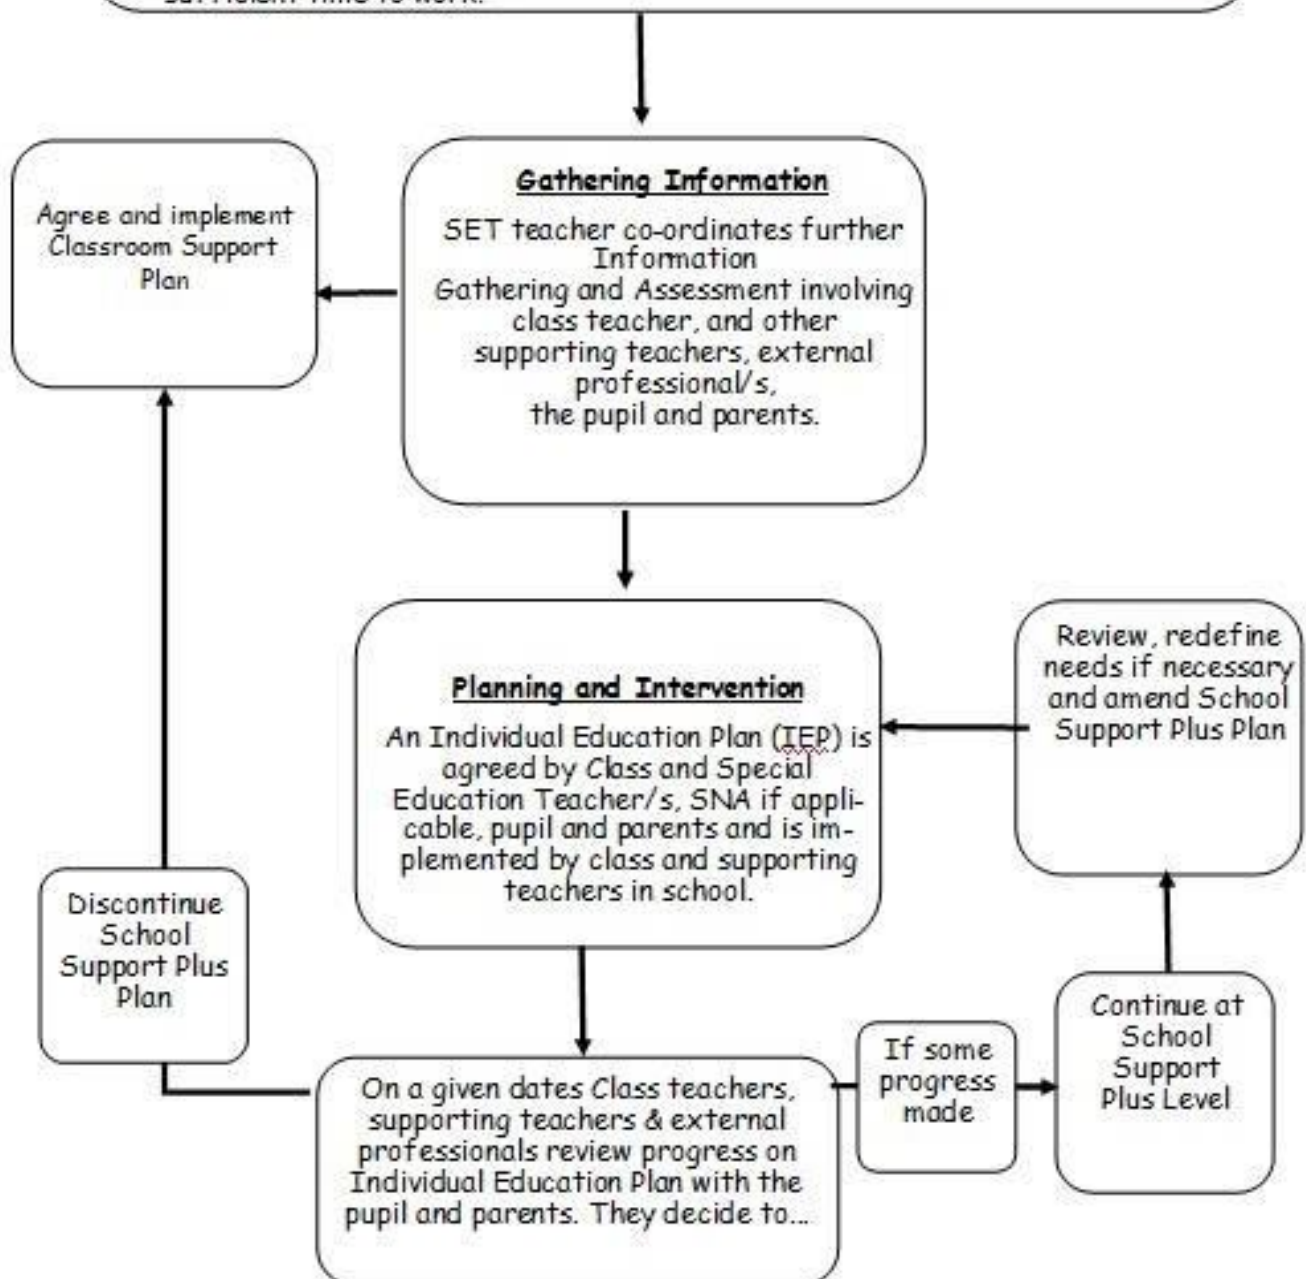 sufficient time to work.
Gathering Information
SET teacher co-ordinates further
Information
Gathering and Assessment involving
class teacher, and other
supporting teachers, external
professional/s,
the pupil and parents.
Agree and implement
Classroom Support
Plan
Planning and Intervention
An Individual Education Plan (IEP) is
agreed by Class and Special
Education Teacher/s, SNA if appli-
cable, pupil and parents and is im-
plemented by class and supporting
teachers in school.
Review, redefine
needs if necessary
and amend School
Support Plus Plan
Discontinue
School
Support Plus
Plan
On a given dates Class teachers,
supporting teachers & external
professionals review progress on
Individual Education Plan with the
pupil and parents. They decide to...
If some
progress
made
Continue at
School
Support
Plus Level